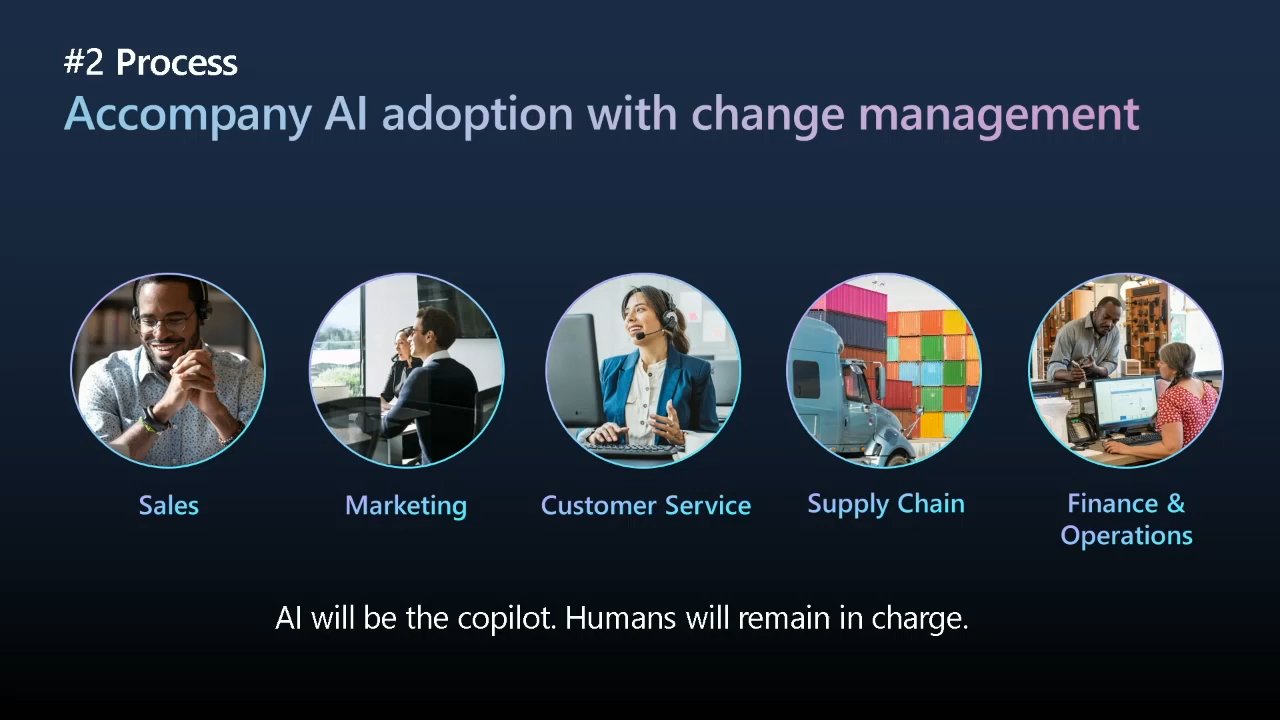 #2 Process
Accompany AI adoption with change management
Sales
Marketing
Customer Service
Supply Chain
Finance &
Operations
AI will be the copilot. Humans will remain in charge.